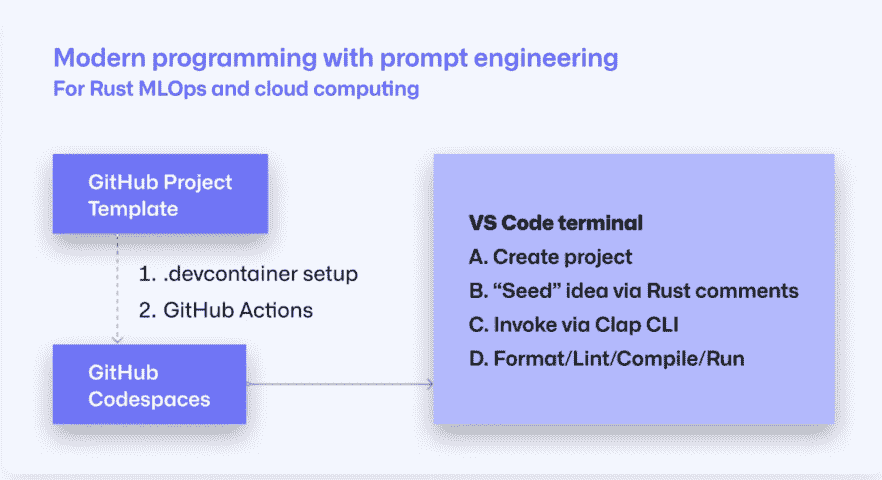 Modern programming with prompt engineering
For Rust MLOps and cloud computing
GitHub Project
Template
1. .devcontainer setup
2. GitHub Actions
GitHub
Codespaces
VS Code terminal
A. Create project
B. “Seed” idea via Rust comments
C. Invoke via Clap CLI
D. Format/Lint/Compile/Run